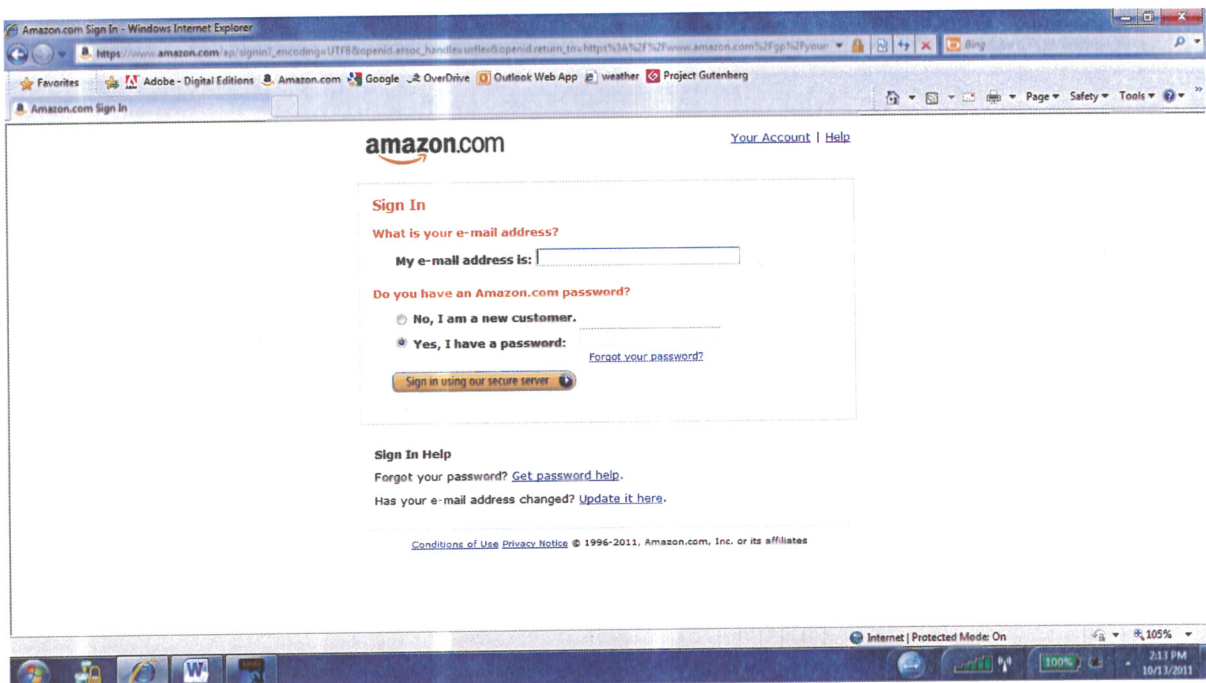 Amazon.com Sign In - Windows Internet Explorer
https://www.amazon.com/ap/signin?_encoding=UTF8&openid.assoc_handle=usflex&openid.return_to=https%3A%2F%2Fwww.amazon.com%2Fgp%2Fyour
Bing
Favorites Adobe - Digital Editions Amazon.com Google OverDrive Outlook Web App weather Project Gutenberg
Amazon.com Sign In
Page Safety Tools
amazon.com
Your Account | Help
Sign In
What is your e-mail address?
My e-mail address is:
Do you have an Amazon.com password?
No, I am a new customer.
Yes, I have a password:
Forgot your password?
Sign in using our secure server
Sign In Help
Forgot your password? Get password help.
Has your e-mail address changed? Update it here.
Conditions of Use Privacy Notice © 1996-2011, Amazon.com, Inc. or its affiliates
Internet | Protected Mode: On
105%
W
100%
2:13 PM
10/13/2011